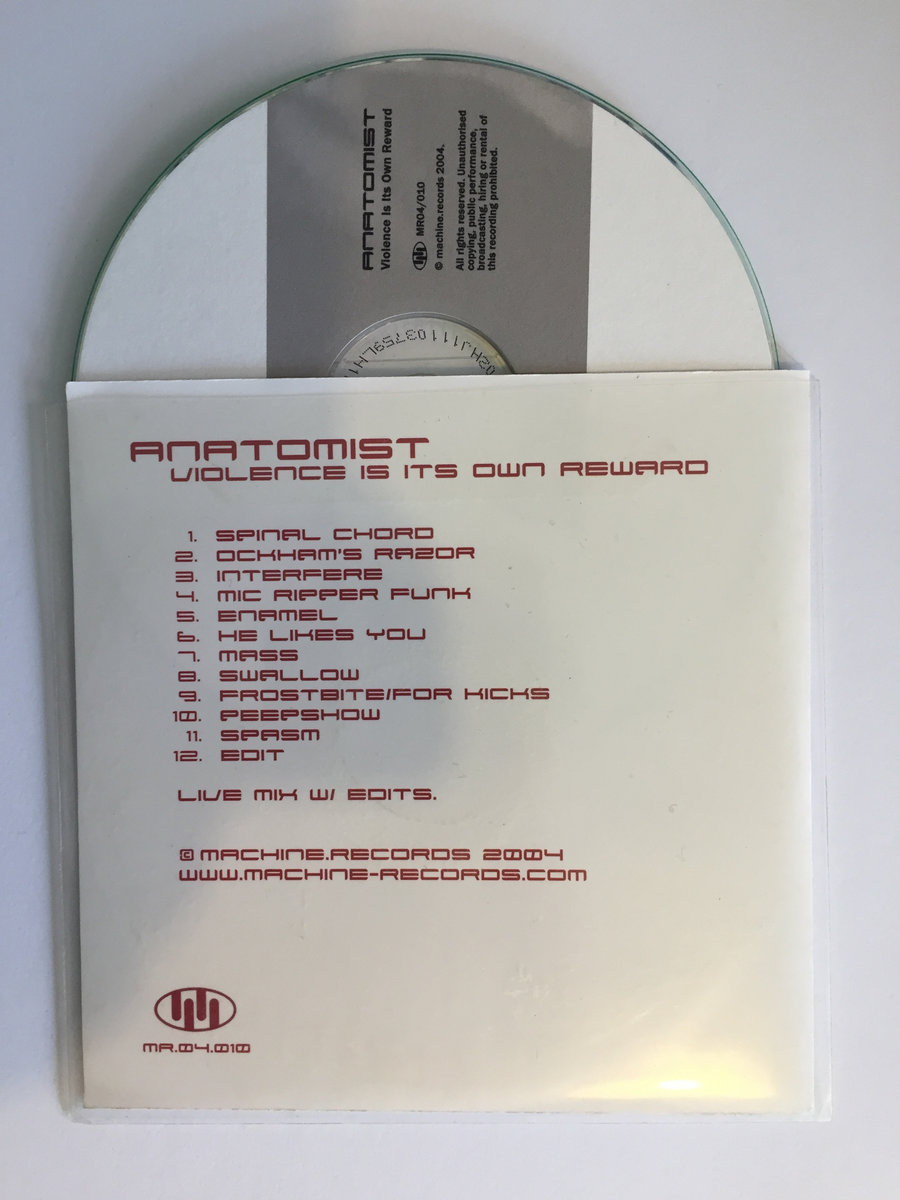 ANATOMIST
Violence Is Its Own Reward
MR04/010
© machine.records 2004.
All rights reserved. Unauthorised
copying, public performance,
broadcasting, hiring or rental of
this recording prohibited.
ANATOMIST
VIOLENCE IS ITS OWN REWARD
1. SPINAL CHORD
2. OCKHAM'S RAZOR
3. INTERFERE
4. MIC RIPPER FUNK
5. ENAMEL
6. HE LIKES YOU
7. MASS
8. SWALLOW
9. FROSTBITE/FOR KICKS
10. PEEPSHOW
11. SPASM
12. EDIT
LIVE MIX W/ EDITS.
© MACHINE.RECORDS 2004
WWW.MACHINE-RECORDS.COM
MR.04.010